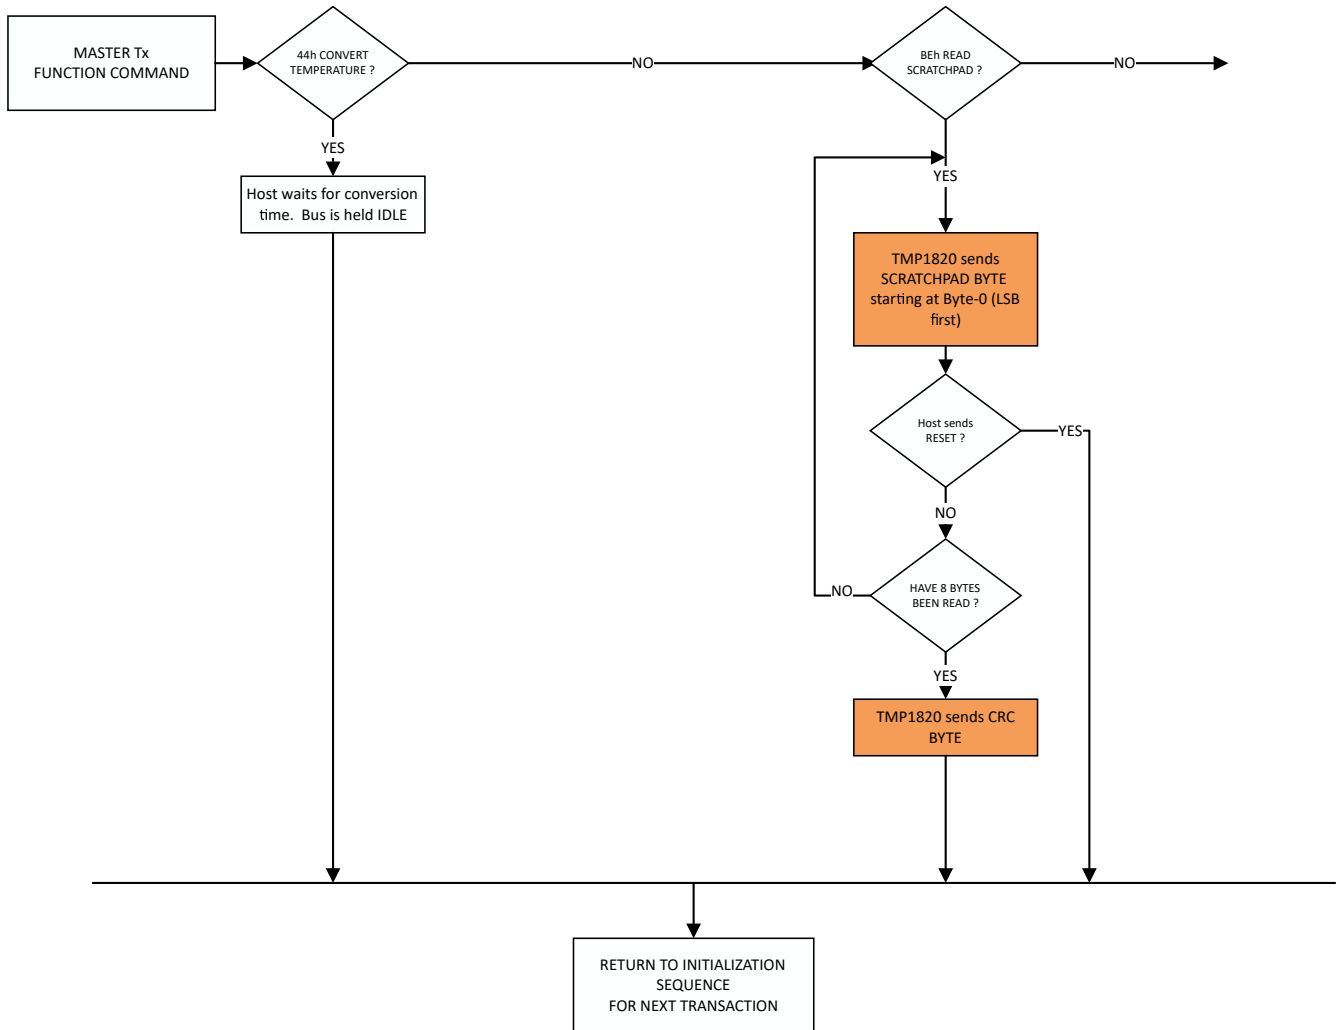 MASTER Tx
FUNCTION COMMAND
44h CONVERT
TEMPERATURE ?
NO
BEh READ
SCRATCHPAD ?
NO
YES
Host waits for conversion
time.  Bus is held IDLE
YES
TMP1820 sends
SCRATCHPAD BYTE
starting at Byte-0 (LSB
first)
Host sends
RESET ?
YES
NO
HAVE 8 BYTES
BEEN READ ?
NO
YES
TMP1820 sends CRC
BYTE
RETURN TO INITIALIZATION
SEQUENCE
FOR NEXT TRANSACTION